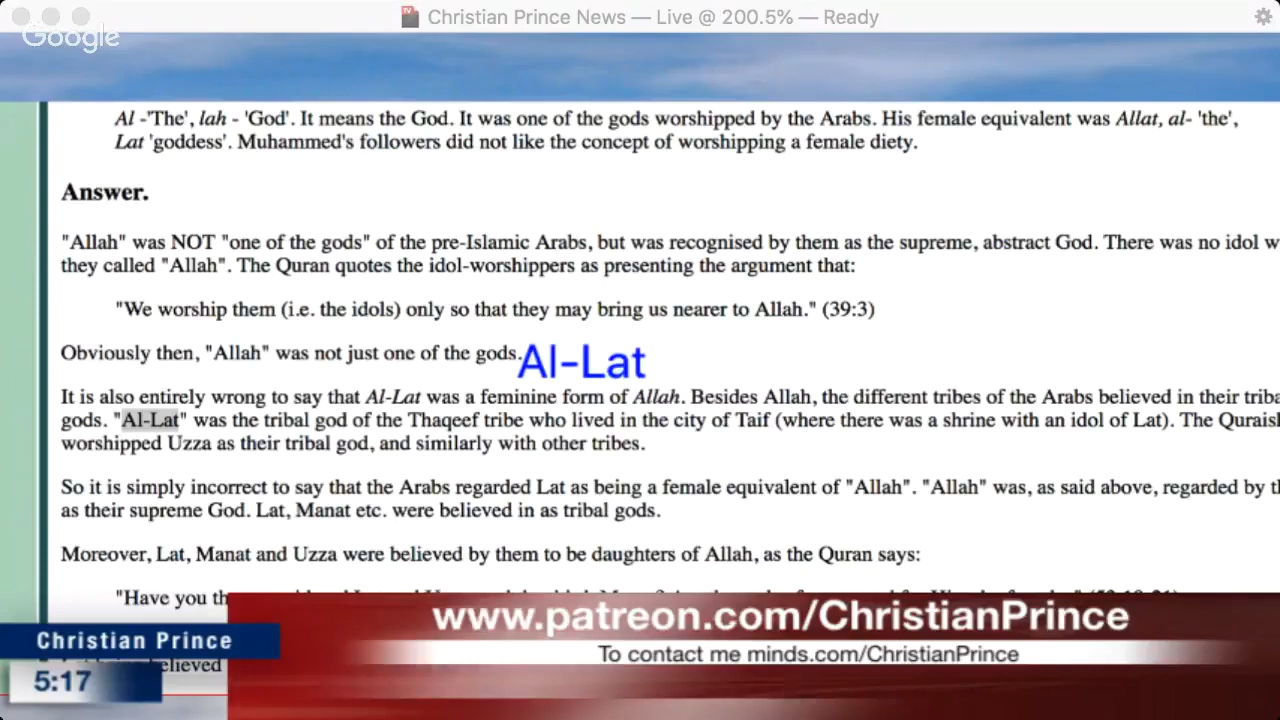 Christian Prince News — Live @ 200.5% — Ready
Google
Al -'The', lah - 'God'. It means the God. It was one of the gods worshipped by the Arabs. His female equivalent was Allat, al- 'the',
Lat 'goddess'. Muhammed's followers did not like the concept of worshipping a female diety.
Answer.
"Allah" was NOT "one of the gods" of the pre-Islamic Arabs, but was recognised by them as the supreme, abstract God. There was no idol
they called "Allah". The Quran quotes the idol-worshippers as presenting the argument that:
"We worship them (i.e. the idols) only so that they may bring us nearer to Allah." (39:3)
Obviously then, "Allah" was not just one of the gods.
Al-Lat
It is also entirely wrong to say that Al-Lat was a feminine form of Allah. Besides Allah, the different tribes of the Arabs believed in their
gods. "Al-Lat" was the tribal god of the Thaqeef tribe who lived in the city of Taif (where there was a shrine with an idol of Lat). The
worshipped Uzza as their tribal god, and similarly with other tribes.
So it is simply incorrect to say that the Arabs regarded Lat as being a female equivalent of "Allah". "Allah" was, as said above, regarded by
as their supreme God. Lat, Manat etc. were believed in as tribal gods.
Moreover, Lat, Manat and Uzza were believed by them to be daughters of Allah, as the Quran says:
"Have you
www.patreon.com/ChristianPrince
Christian Prince
To contact me minds.com/ChristianPrince
5:17